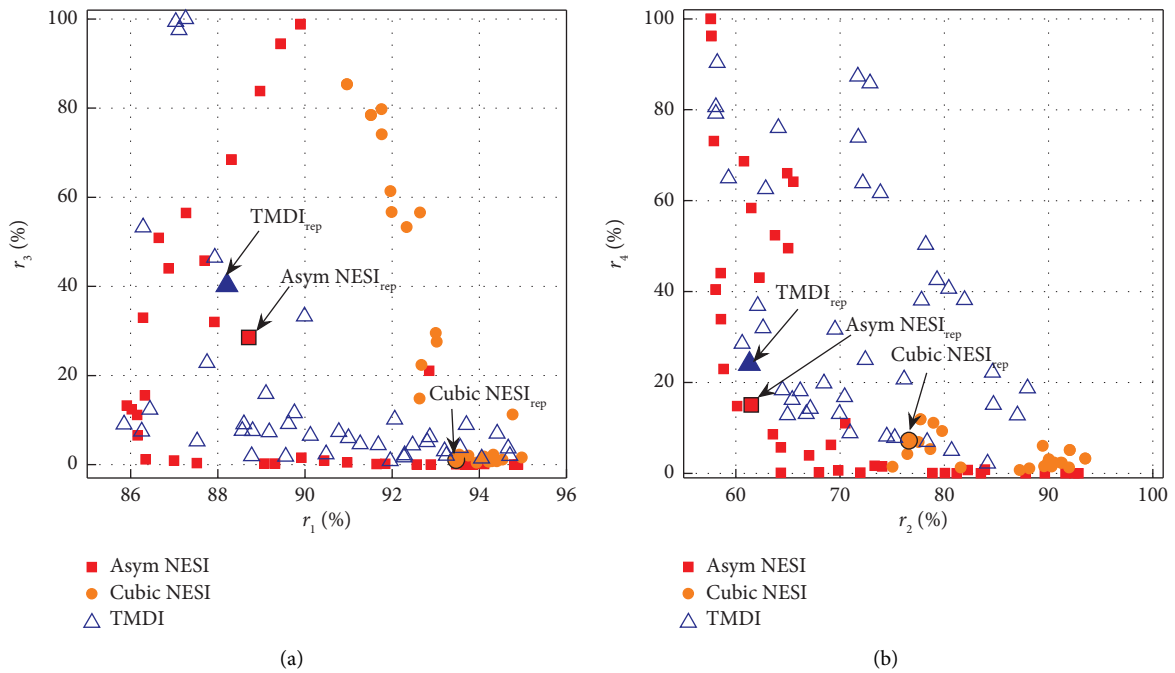 100
80
60
40
20
0
r3 (%)
TMDIrep
Asym NESIrep
Cubic NESIrep
86 88 90 92 94 96
r1 (%)
Asym NESI
Cubic NESI
TMDI
(a)
100
80
60
40
20
0
r4 (%)
TMDIrep
Asym NESIrep
Cubic NESIrep
60 70 80 90 100
r2 (%)
Asym NESI
Cubic NESI
TMDI
(b)